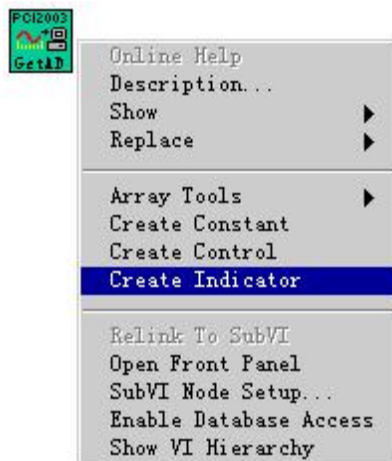 PCI2003
GetAD
Online Help
Description...
Show
Replace
Array Tools
Create Constant
Create Control
Create Indicator
Relink To SubVI
Open Front Panel
SubVI Node Setup...
Enable Database Access
Show VI Hierarchy